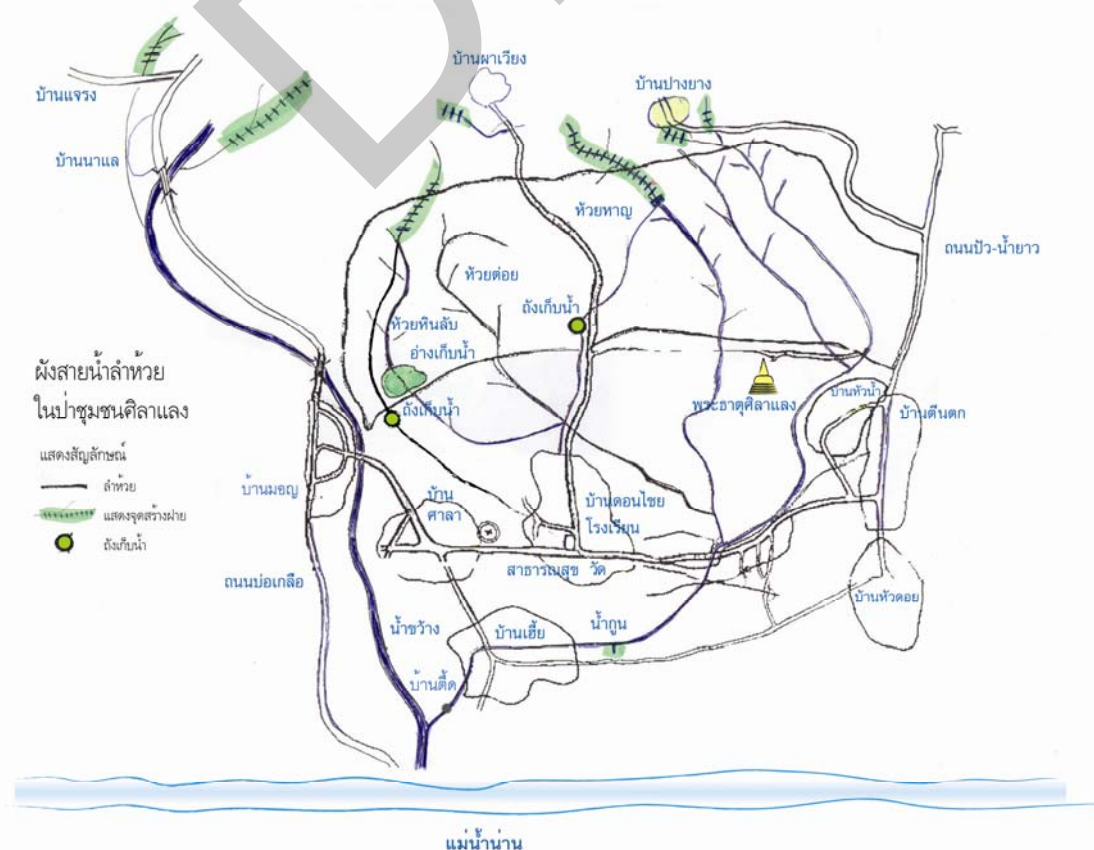 บ้านผาเวียง
บ้านปางยาง
บ้านแจรง
บ้านนาแล
ห้วยหาญ
ถนนปัว-น้ำยาว
ห้วยต่อย
ถังเก็บน้ำ
ห้วยหินลับ
อ่างเก็บน้ำ
ผังสายน้ำลำห้วย
ในป่าชุมชนศิลาแลง
ถังเก็บน้ำ
พระธาตุศิลาแลง
บ้านหัวน้ำ
บ้านตีนตก
แสดงสัญลักษณ์
ลำห้วย
แสดงจุดสร้างฝาย
ถังเก็บน้ำ
บ้านมอญ
บ้าน
ศาลา
บ้านดอนไชย
โรงเรียน
สาธารณสุข วัด
ถนนบ่อเกลือ
บ้านหัวดอย
น้ำขว้าง
บ้านเฮี้ย
น้ำกูน
บ้านตี๊ด
แม่น้ำน่าน